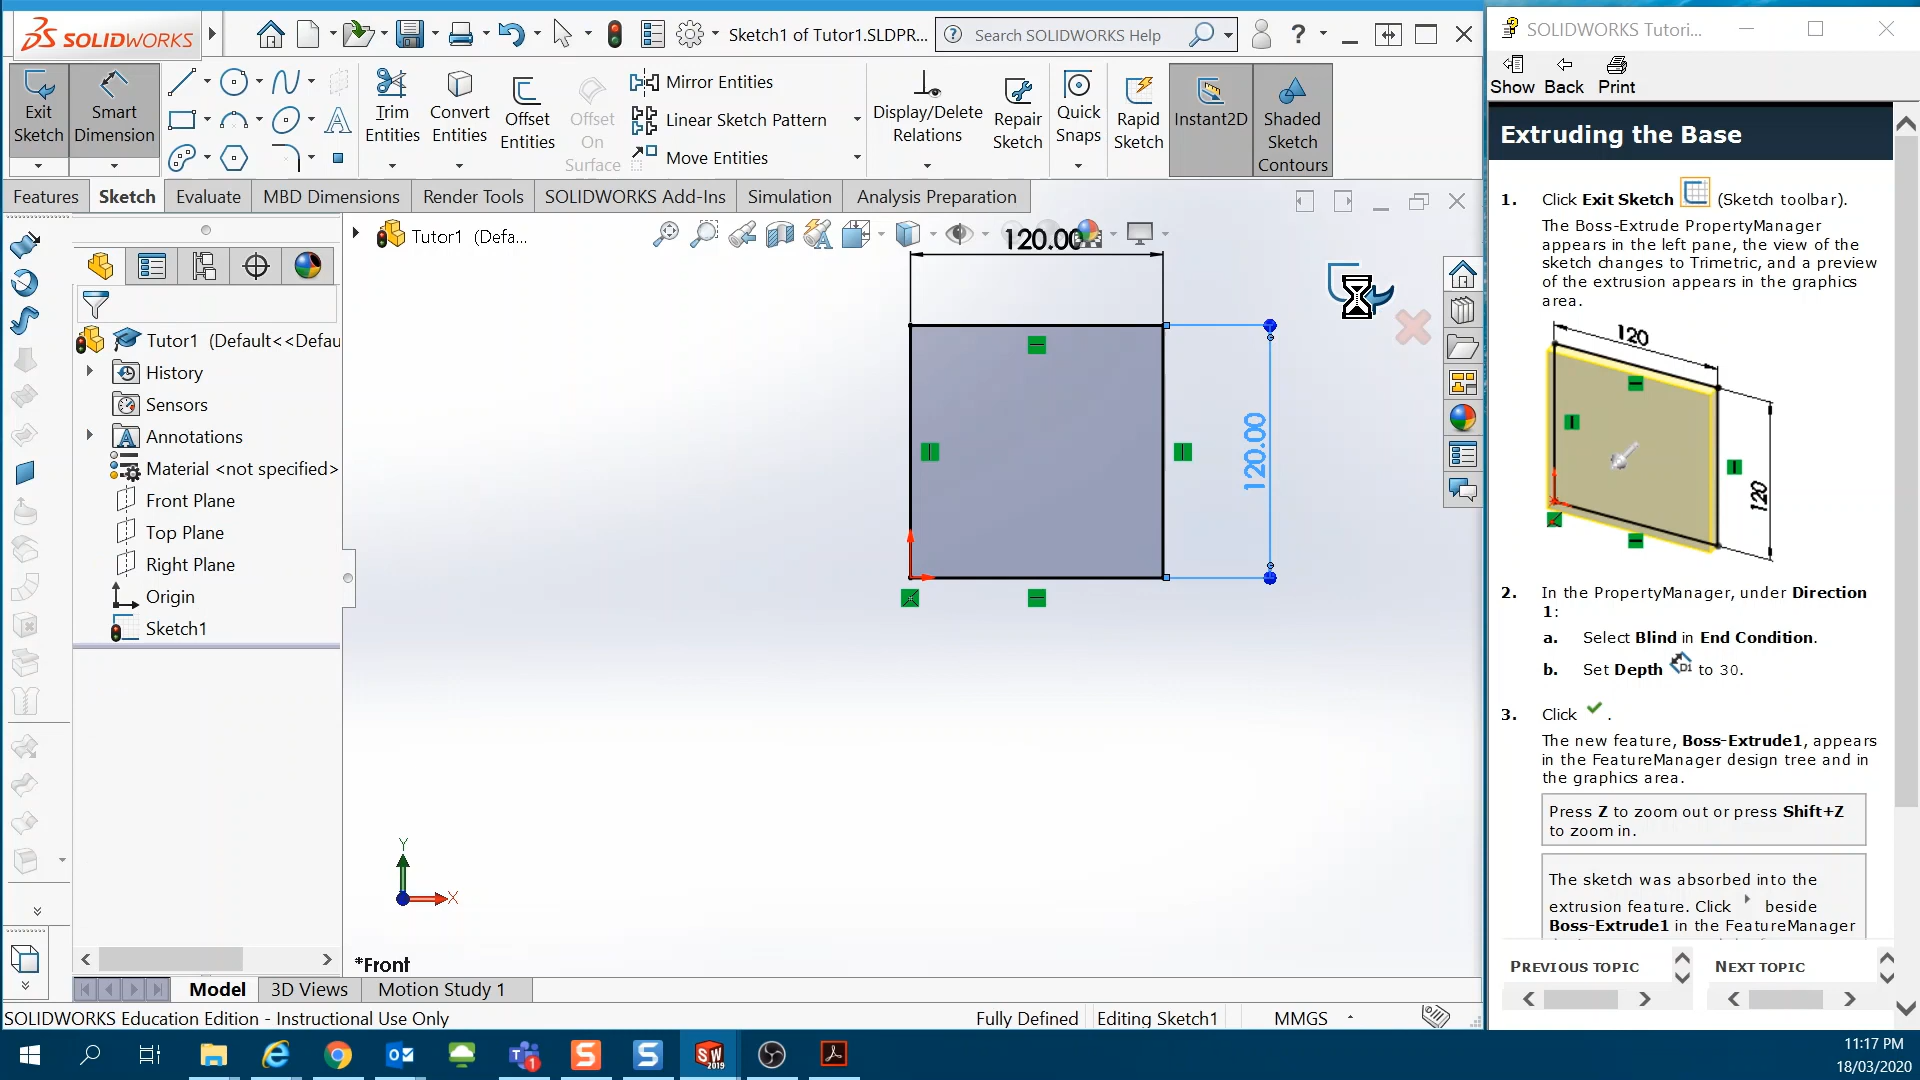 SOLIDWORKS
Sketch1 of Tutor1.SLDPR...
Search SOLIDWORKS Help
?
SOLIDWORKS Tutori...
Show Back Print
Exit Sketch
Smart Dimension
Trim Entities
Convert Entities
Offset Entities
Offset On Surface
Mirror Entities
Linear Sketch Pattern
Move Entities
Display/Delete Relations
Repair Sketch
Quick Snaps
Rapid Sketch
Instant2D
Shaded Sketch Contours
Features Sketch Evaluate MBD Dimensions Render Tools SOLIDWORKS Add-Ins Simulation Analysis Preparation
Tutor1 (Defa...
120.00
120.00
Tutor1 (Default<<Defau
History
Sensors
Annotations
Material <not specified>
Front Plane
Top Plane
Right Plane
Origin
Sketch1
Y
X
*Front
Model 3D Views Motion Study 1
SOLIDWORKS Education Edition - Instructional Use Only
Fully Defined Editing Sketch1 MMGS
Extruding the Base
1. Click Exit Sketch (Sketch toolbar).
The Boss-Extrude PropertyManager
appears in the left pane, the view of the
sketch changes to Trimetric, and a preview
of the extrusion appears in the graphics
area.
120
120
2. In the PropertyManager, under Direction
1:
a. Select Blind in End Condition.
b. Set Depth D1 to 30.
3. Click .
The new feature, Boss-Extrude1, appears
in the FeatureManager design tree and in
the graphics area.
Press Z to zoom out or press Shift+Z
to zoom in.
The sketch was absorbed into the
extrusion feature. Click beside
Boss-Extrude1 in the FeatureManager
PREVIOUS TOPIC NEXT TOPIC
SW 2019
11:17 PM
18/03/2020